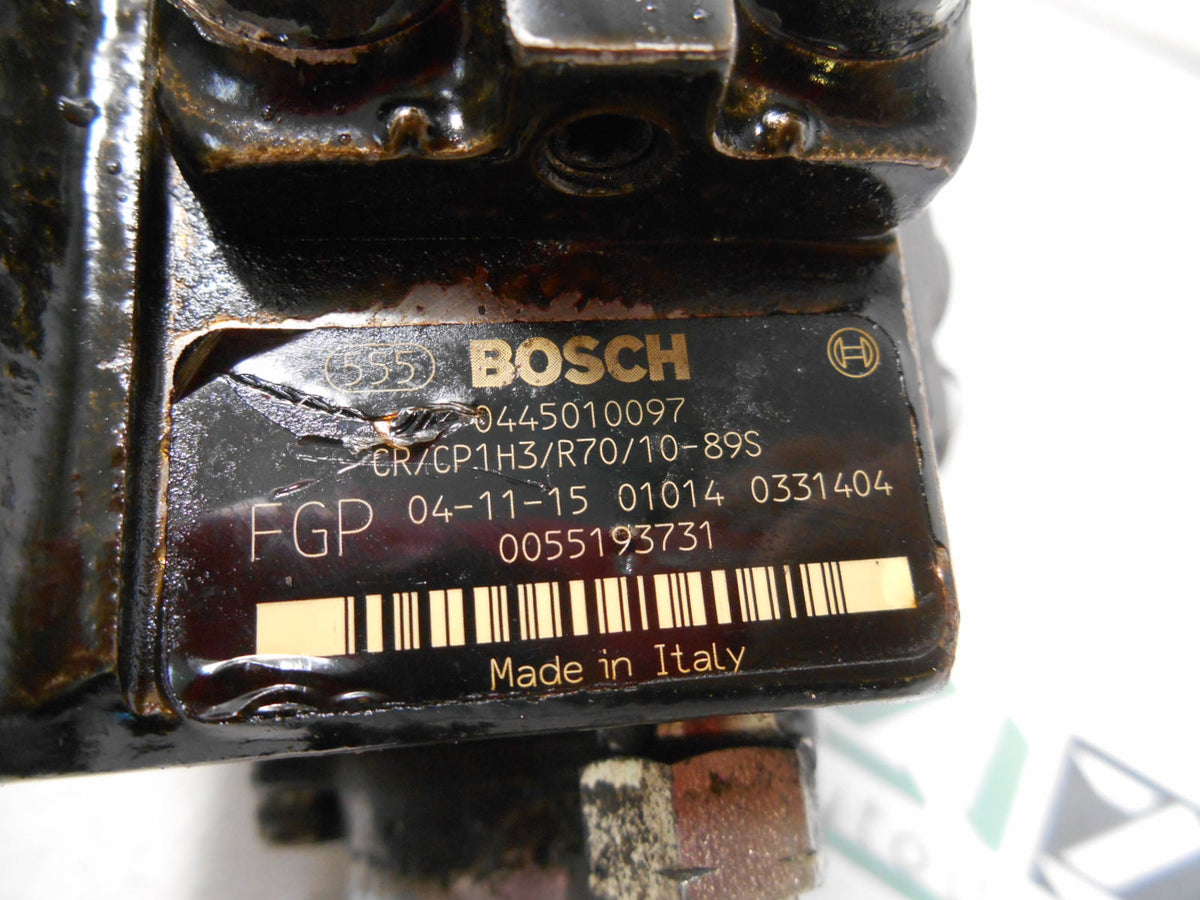 555 BOSCH
0445010097
CR/CP1H3/R70/10-89S
FGP 04-11-15 01014 0331404
0055193731
Made in Italy